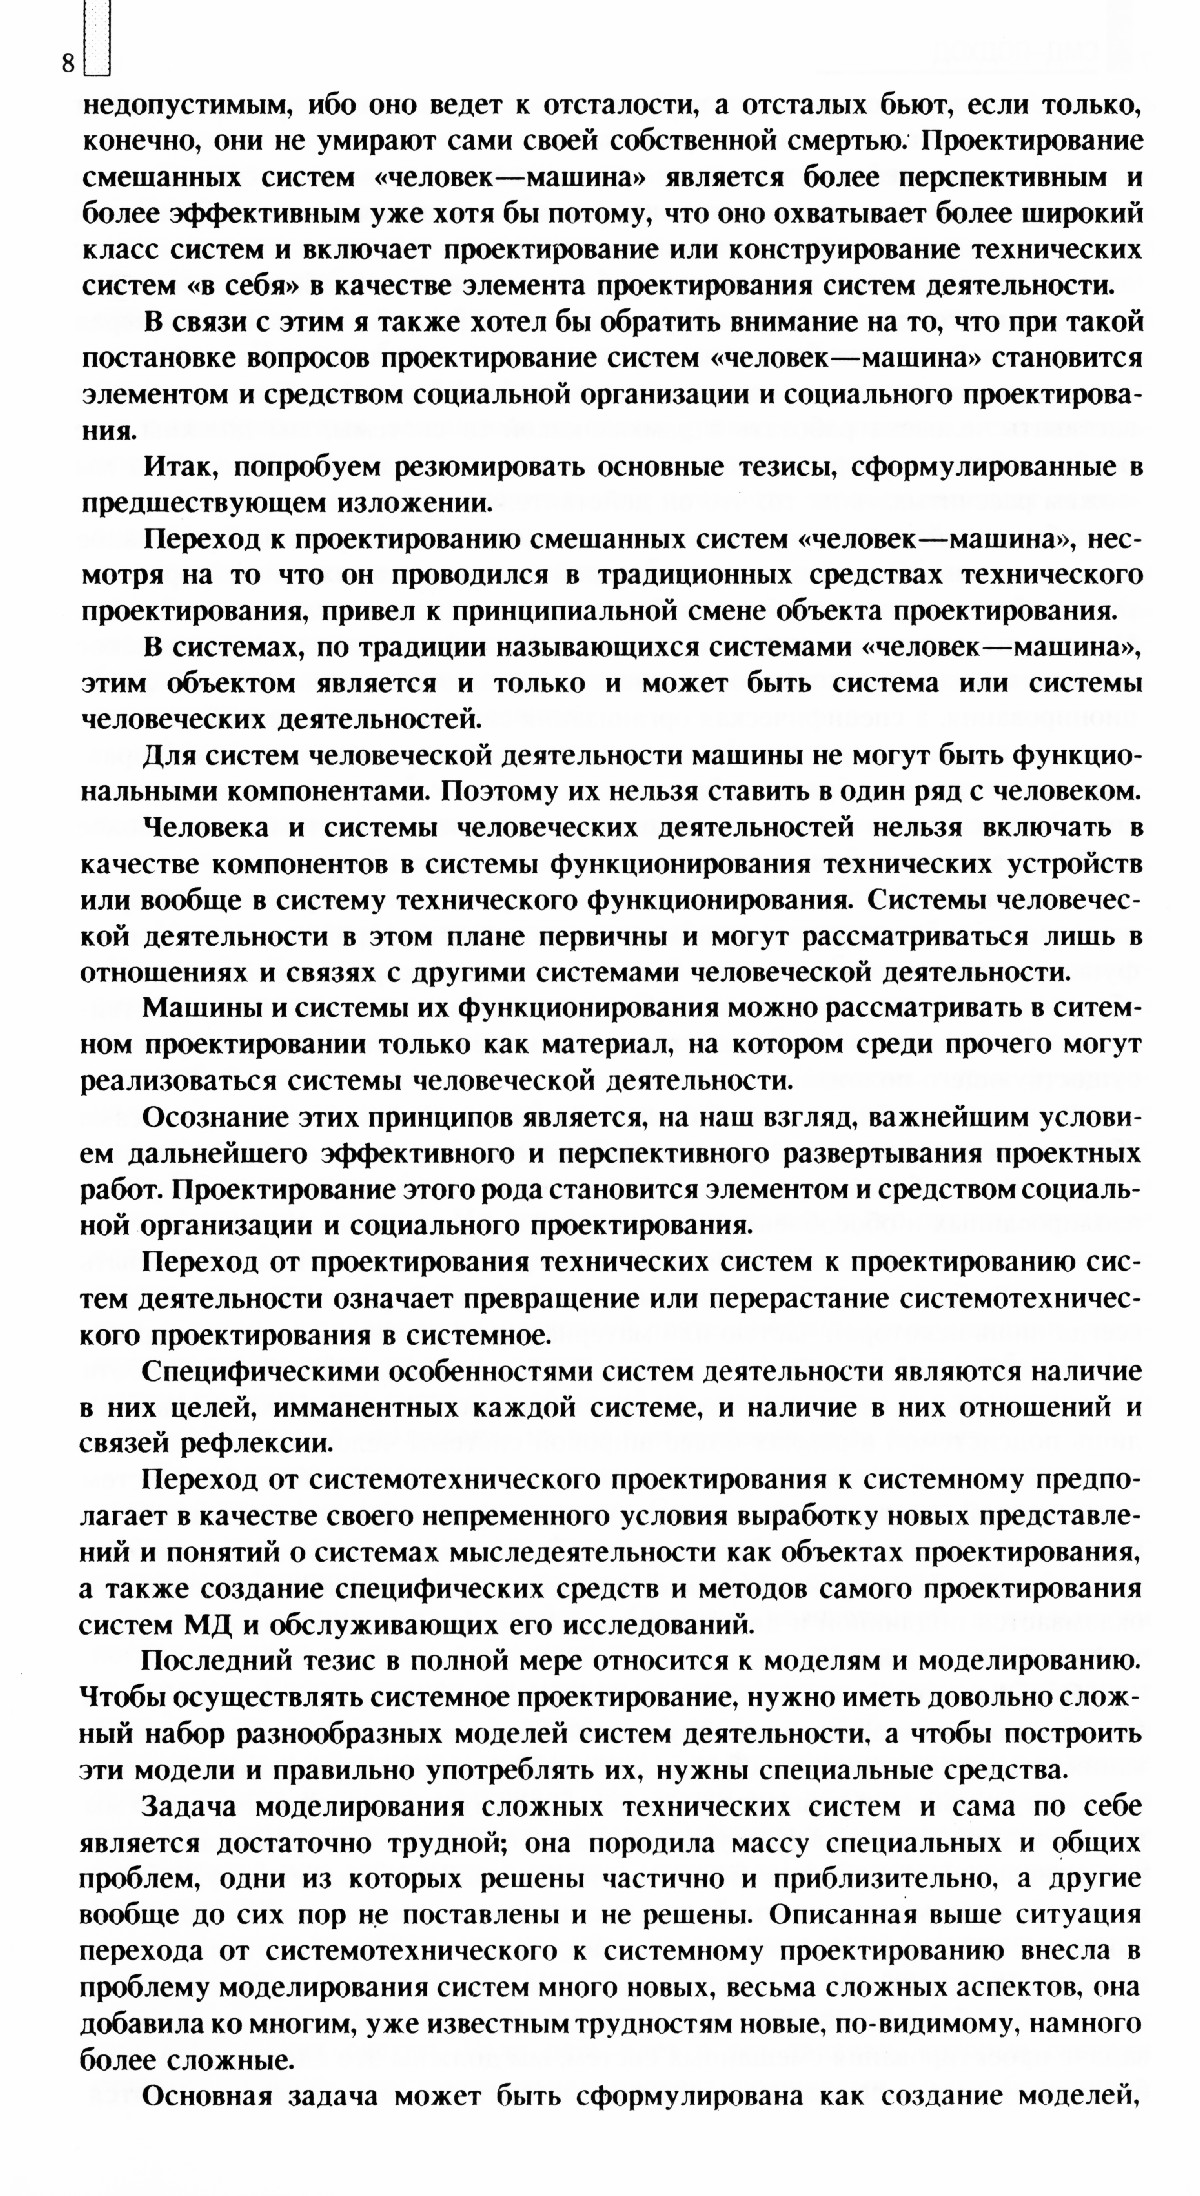 8
недопустимым, ибо оно ведет к отсталости, а отсталых бьют, если только,
конечно, они не умирают сами своей собственной смертью. Проектирование
смешанных систем «человек—машина» является более перспективным и
более эффективным уже хотя бы потому, что оно охватывает более широкий
класс систем и включает проектирование или конструирование технических
систем «в себя» в качестве элемента проектирования систем деятельности.
В связи с этим я также хотел бы обратить внимание на то, что при такой
постановке вопросов проектирование систем «человек—машина» становится
элементом и средством социальной организации и социального проектирова-
ния.
Итак, попробуем резюмировать основные тезисы, сформулированные в
предшествующем изложении.
Переход к проектированию смешанных систем «человек—машина», нес-
мотря на то что он проводился в традиционных средствах технического
проектирования, привел к принципиальной смене объекта проектирования.
В системах, по традиции называющихся системами «человек—машина»,
этим объектом является и только и может быть система или системы
человеческих деятельностей.
Для систем человеческой деятельности машины не могут быть функцио-
нальными компонентами. Поэтому их нельзя ставить в один ряд с человеком.
Человека и системы человеческих деятельностей нельзя включать в
качестве компонентов в системы функционирования технических устройств
или вообще в систему технического функционирования. Системы человечес-
кой деятельности в этом плане первичны и могут рассматриваться лишь в
отношениях и связях с другими системами человеческой деятельности.
Машины и системы их функционирования можно рассматривать в ситем-
ном проектировании только как материал, на котором среди прочего могут
реализоваться системы человеческой деятельности.
Осознание этих принципов является, на наш взгляд, важнейшим услови-
ем дальнейшего эффективного и перспективного развертывания проектных
работ. Проектирование этого рода становится элементом и средством социаль-
ной организации и социального проектирования.
Переход от проектирования технических систем к проектированию сис-
тем деятельности означает превращение или перерастание системотехничес-
кого проектирования в системное.
Специфическими особенностями систем деятельности являются наличие
в них целей, имманентных каждой системе, и наличие в них отношений и
связей рефлексии.
Переход от системотехнического проектирования к системному предпо-
лагает в качестве своего непременного условия выработку новых представле-
ний и понятий о системах мыследеятельности как объектах проектирования,
а также создание специфических средств и методов самого проектирования
систем МД и обслуживающих его исследований.
Последний тезис в полной мере относится к моделям и моделированию.
Чтобы осуществлять системное проектирование, нужно иметь довольно слож-
ный набор разнообразных моделей систем деятельности, а чтобы построить
эти модели и правильно употреблять их, нужны специальные средства.
Задача моделирования сложных технических систем и сама по себе
является достаточно трудной; она породила массу специальных и общих
проблем, одни из которых решены частично и приблизительно, а другие
вообще до сих пор не поставлены и не решены. Описанная выше ситуация
перехода от системотехнического к системному проектированию внесла в
проблему моделирования систем много новых, весьма сложных аспектов, она
добавила ко многим, уже известным трудностям новые, по-видимому, намного
более сложные.
Основная задача может быть сформулирована как создание моделей,